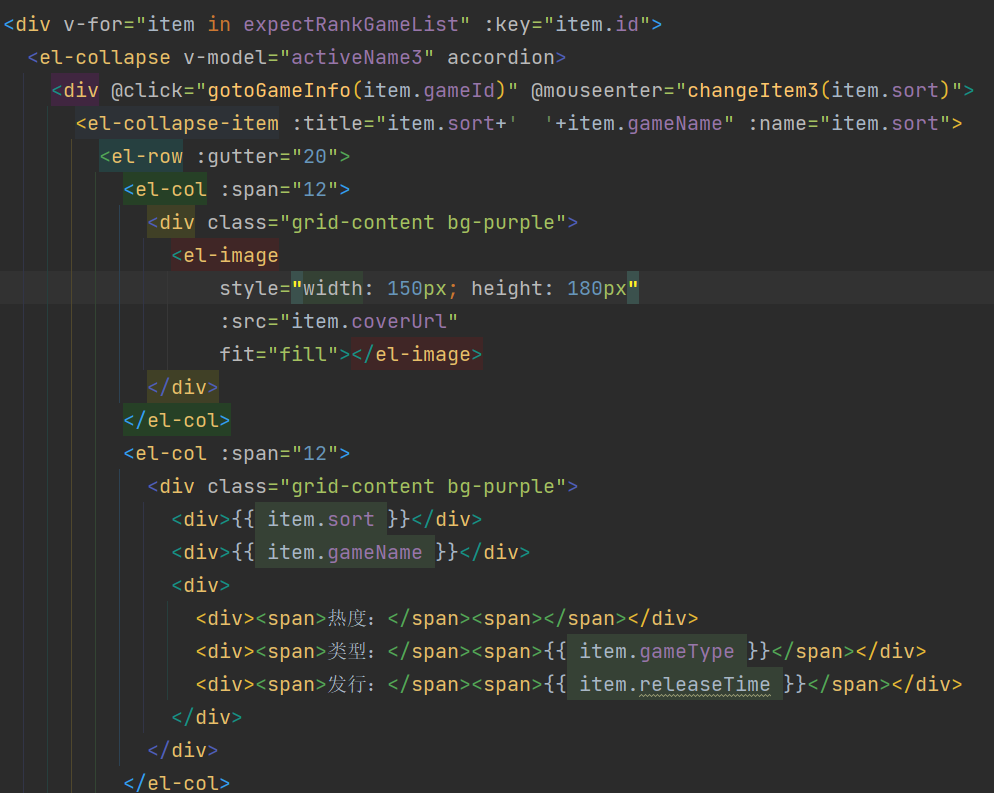 <div v-for="item in expectRankGameList" :key="item.id">
<el-collapse v-model="activeName3" accordion>
<div @click="gotoGameInfo(item.gameId)" @mouseenter="changeItem3(item.sort)">
<el-collapse-item :title="item.sort+'  '+item.gameName" :name="item.sort">
<el-row :gutter="20">
<el-col :span="12">
<div class="grid-content bg-purple">
<el-image
style="width: 150px; height: 180px"
:src="item.coverUrl"
fit="fill"></el-image>
</div>
</el-col>
<el-col :span="12">
<div class="grid-content bg-purple">
<div>{{ item.sort }}</div>
<div>{{ item.gameName }}</div>
<div>
<div><span>热度：</span><span></span></div>
<div><span>类型：</span><span>{{ item.gameType }}</span></div>
<div><span>发行：</span><span>{{ item.releaseTime }}</span></div>
</div>
</div>
</el-col>